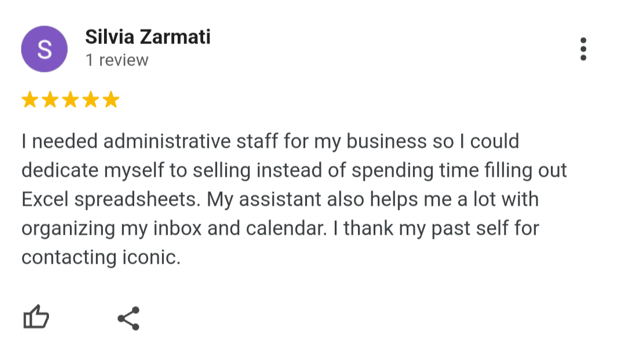 S
Silvia Zarmati
1 review
I needed administrative staff for my business so I could
dedicate myself to selling instead of spending time filling out
Excel spreadsheets. My assistant also helps me a lot with
organizing my inbox and calendar. I thank my past self for
contacting iconic.